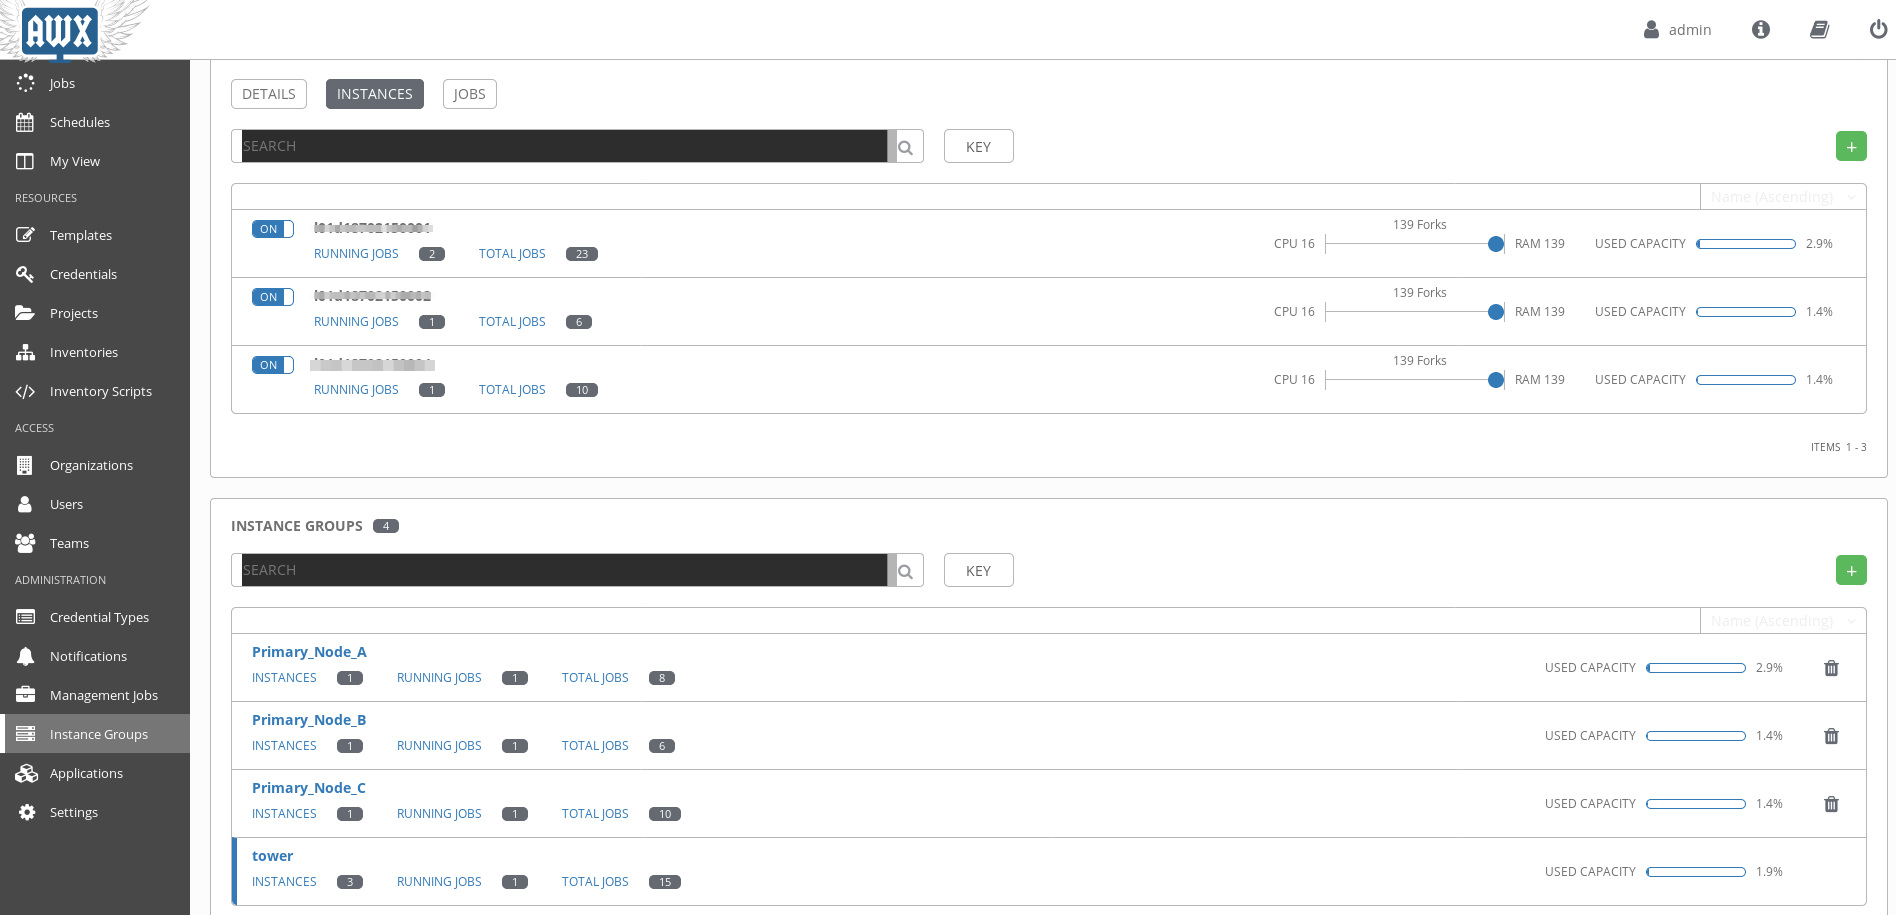 AWX
admin
Jobs
Schedules
My View
RESOURCES
Templates
Credentials
Projects
Inventories
Inventory Scripts
ACCESS
Organizations
Users
Teams
ADMINISTRATION
Credential Types
Notifications
Management Jobs
Instance Groups
Applications
Settings
DETAILS INSTANCES JOBS
SEARCH KEY +
Name (Ascending)
ON
139 Forks
RUNNING JOBS 2 TOTAL JOBS 23 CPU 16 RAM 139 USED CAPACITY 2.9%
ON
139 Forks
RUNNING JOBS 1 TOTAL JOBS 6 CPU 16 RAM 139 USED CAPACITY 1.4%
ON
139 Forks
RUNNING JOBS 1 TOTAL JOBS 10 CPU 16 RAM 139 USED CAPACITY 1.4%
ITEMS 1 - 3
INSTANCE GROUPS 4
SEARCH KEY +
Name (Ascending)
Primary_Node_A
INSTANCES 1 RUNNING JOBS 1 TOTAL JOBS 8 USED CAPACITY 2.9%
Primary_Node_B
INSTANCES 1 RUNNING JOBS 1 TOTAL JOBS 6 USED CAPACITY 1.4%
Primary_Node_C
INSTANCES 1 RUNNING JOBS 1 TOTAL JOBS 10 USED CAPACITY 1.4%
tower
INSTANCES 3 RUNNING JOBS 1 TOTAL JOBS 15 USED CAPACITY 1.9%